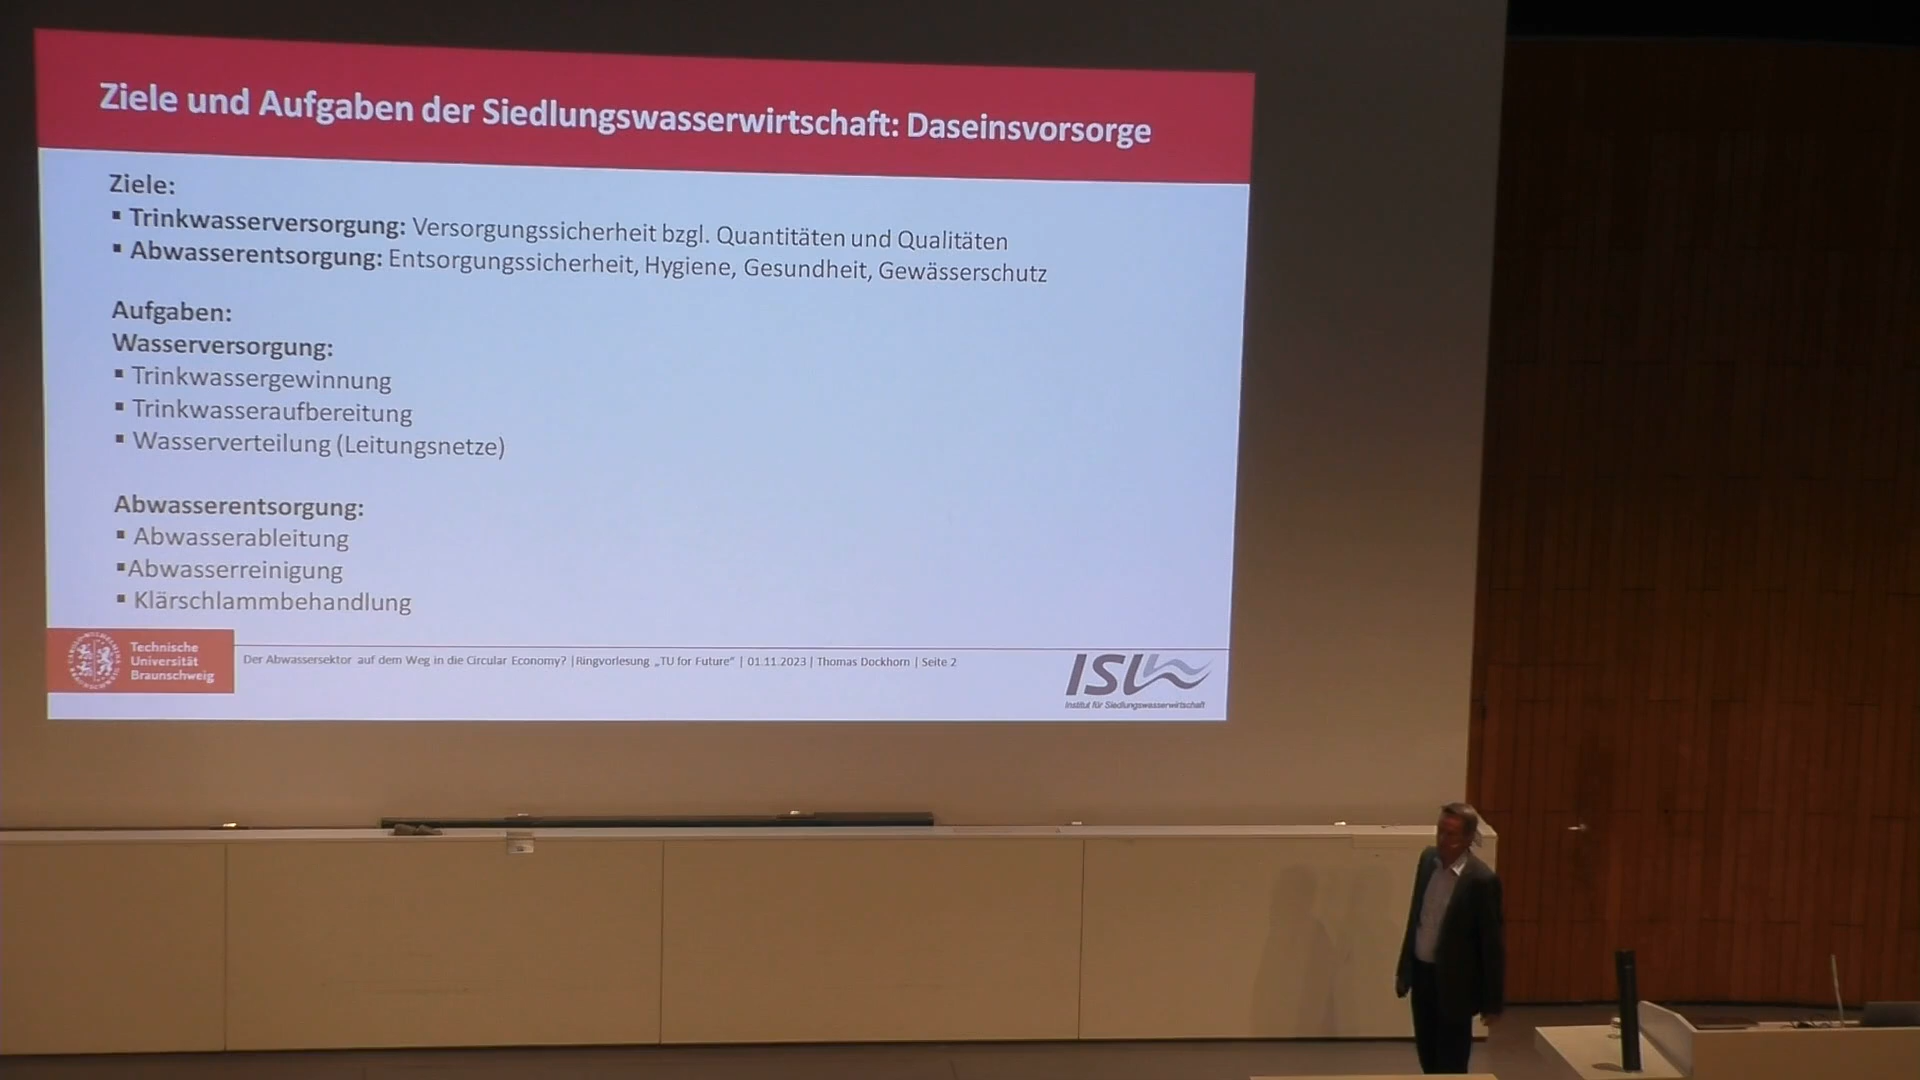 Ziele und Aufgaben der Siedlungswasserwirtschaft: Daseinsvorsorge
Ziele:
▪ Trinkwasserversorgung: Versorgungssicherheit bzgl. Quantitäten und Qualitäten
▪ Abwasserentsorgung: Entsorgungssicherheit, Hygiene, Gesundheit, Gewässerschutz
Aufgaben:
Wasserversorgung:
▪ Trinkwassergewinnung
▪ Trinkwasseraufbereitung
▪ Wasserverteilung (Leitungsnetze)
Abwasserentsorgung:
▪ Abwasserableitung
▪Abwasserreinigung
▪ Klärschlammbehandlung
Technische
Universität
Braunschweig
Der Abwassersektor auf dem Weg in die Circular Economy? |Ringvorlesung „TU for Future“ | 01.11.2023 | Thomas Dockhorn | Seite 2
ISW
Institut für Siedlungswasserwirtschaft